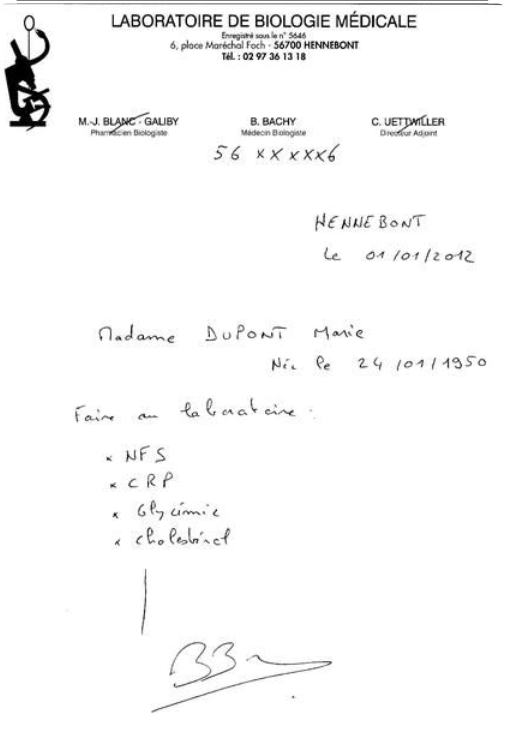 LABORATOIRE DE BIOLOGIE MÉDICALE
Enregistré sous le n° 5646
6, place Maréchal Foch - 56700 HENNEBONT
Tél. : 02 97 36 13 18
M.-J. BLANC - GALIBY B. BACHY C. UETTWILLER
Pharmacien Biologiste Médecin Biologiste Directeur Adjoint
56 XXXXXX6
HENNEBONT
Le 01/01/2012
Madame DUPONT Marie
Née le 24/01/1950
Faire au laboratoire :
x NFS
x CRP
x Glycémie
x Cholestérol